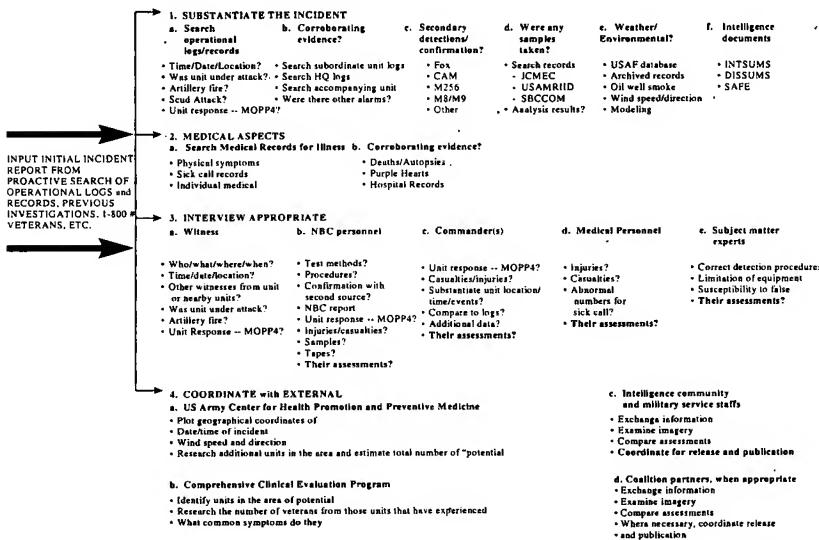 INPUT INITIAL INCIDENT
REPORT FROM
PROACTIVE SEARCH OF
OPERATIONAL LOGS and
RECORDS, PREVIOUS
INVESTIGATIONS, 1-800 #
VETERANS, ETC.
1. SUBSTANTIATE THE INCIDENT
a. Search
operational
logs/records
• Time/Date/Location?
• Was unit under attack?
• Artillery fire?
• Scud Attack?
• Unit response -- MOPP4?
b. Corroborating
evidence?
• Search subordinate unit logs
• Search HQ logs
• Search accompanying unit
• Were there other alarms?
c. Secondary
detections/
confirmation?
• Fox
• CAM
• M256
• M8/M9
• Other
d. Were any
samples
taken?
• Search records
- JCMEC
- USAMRIID
- SBCCOM
• Analysis results?
e. Weather/
Environmental?
• USAF database
• Archived records
• Oil well smoke
• Wind speed/direction
• Modeling
f. Intelligence
documents
• INTSUMS
• DISSUMS
• SAFE
2. MEDICAL ASPECTS
a. Search Medical Records for Illness
• Physical symptoms
• Sick call records
• Individual medical
b. Corroborating evidence?
• Deaths/Autopsies
• Purple Hearts
• Hospital Records
3. INTERVIEW APPROPRIATE
a. Witness
• Who/what/where/when?
• Time/date/location?
• Other witnesses from unit
or nearby units?
• Was unit under attack?
• Artillery fire?
• Unit Response -- MOPP4?
b. NBC personnel
• Test methods?
• Procedures?
• Confirmation with
second source?
• NBC report
• Unit response -- MOPP4?
• Injuries/casualties?
• Samples?
• Tapes?
• Their assessments?
c. Commander(s)
• Unit response -- MOPP4?
• Casualties/injuries?
• Substantiate unit location/
time/events?
• Compare to logs?
• Additional data?
• Their assessments?
d. Medical Personnel
• Injuries?
• Casualties?
• Abnormal
numbers for
sick call?
• Their assessments?
e. Subject matter
experts
• Correct detection procedures
• Limitation of equipment
• Susceptibility to false
• Their assessments?
4. COORDINATE with EXTERNAL
a. US Army Center for Health Promotion and Preventive Medicine
• Plot geographical coordinates of
• Date/time of incident
• Wind speed and direction
• Research additional units in the area and estimate total number of "potential
b. Comprehensive Clinical Evaluation Program
• Identify units in the area of potential
• Research the number of veterans from those units that have experienced
• What common symptoms do they
c. Intelligence community
and military service staffs
• Exchange information
• Examine imagery
• Compare assessments
• Coordinate for release and publication
d. Coalition partners, when appropriate
• Exchange information
• Examine imagery
• Compare assessments
• Where necessary, coordinate release
• and publication